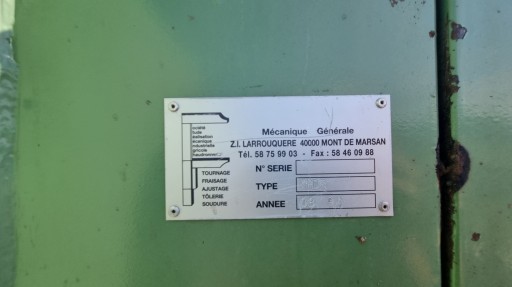 société
Mécanique Générale
Z.I. LARROUQUERE 40000 MONT DE MARSAN
Tél. 58 75 99 03 - Fax : 58 46 09 88
N° SERIE
TOURNAGE
FRAISAGE
AJUSTAGE
TÔLERIE
SOUDURE
TYPE
ANNEE